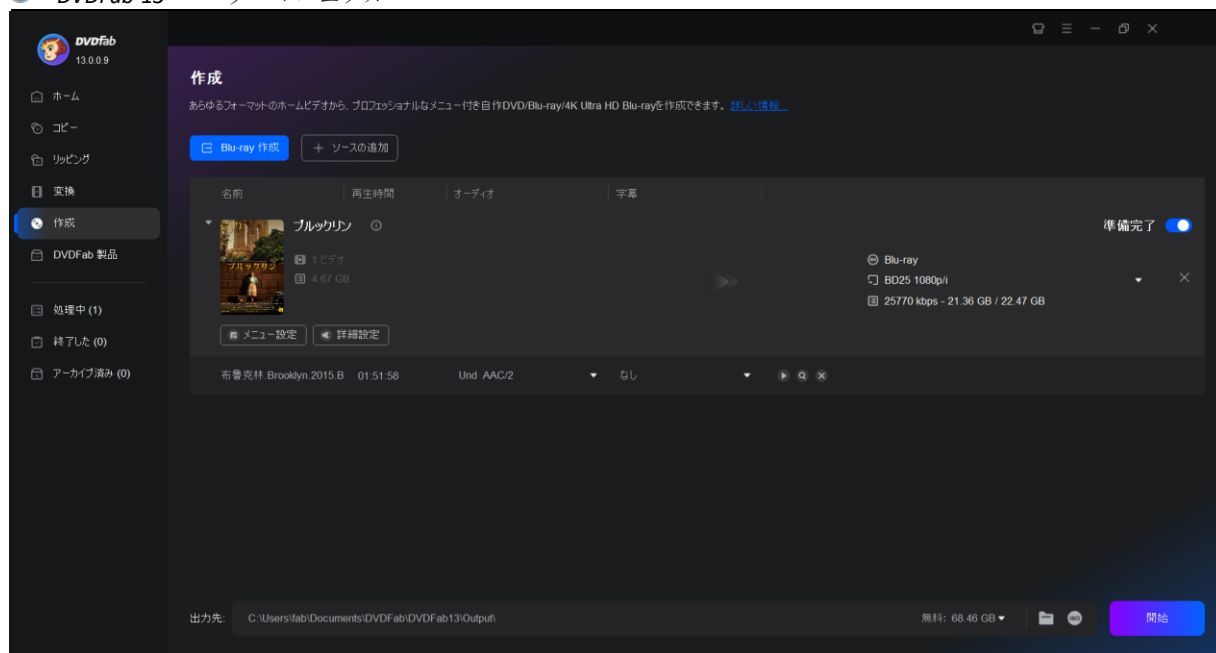 DVDFab 13
DVDFab
13.0.0.9
ホーム
コピー
リッピング
変換
作成
DVDFab 製品
処理中 (1)
終了した (0)
アーカイブ済み (0)
作成
あらゆるフォーマットのホームビデオから、プロフェッショナルなメニュー付き自作DVD/Blu-ray/4K Ultra HD Blu-rayを作成できます。詳しい情報...
Blu-ray 作成
ソースの追加
名前 再生時間 オーディオ 字幕
ブルックリン
準備完了
1 ビデオ
4.67 GB
ブルックリン
Blu-ray
BD25 1080p/i
25770 kbps - 21.36 GB / 22.47 GB
メニュー設定 詳細設定
布鲁克林.Brooklyn.2015.B 01:51:58 Und AAC/2 なし
出力先: C:\Users\fab\Documents\DVDFab\DVDFab13\Output\ 無料: 68.46 GB
ISO
開始